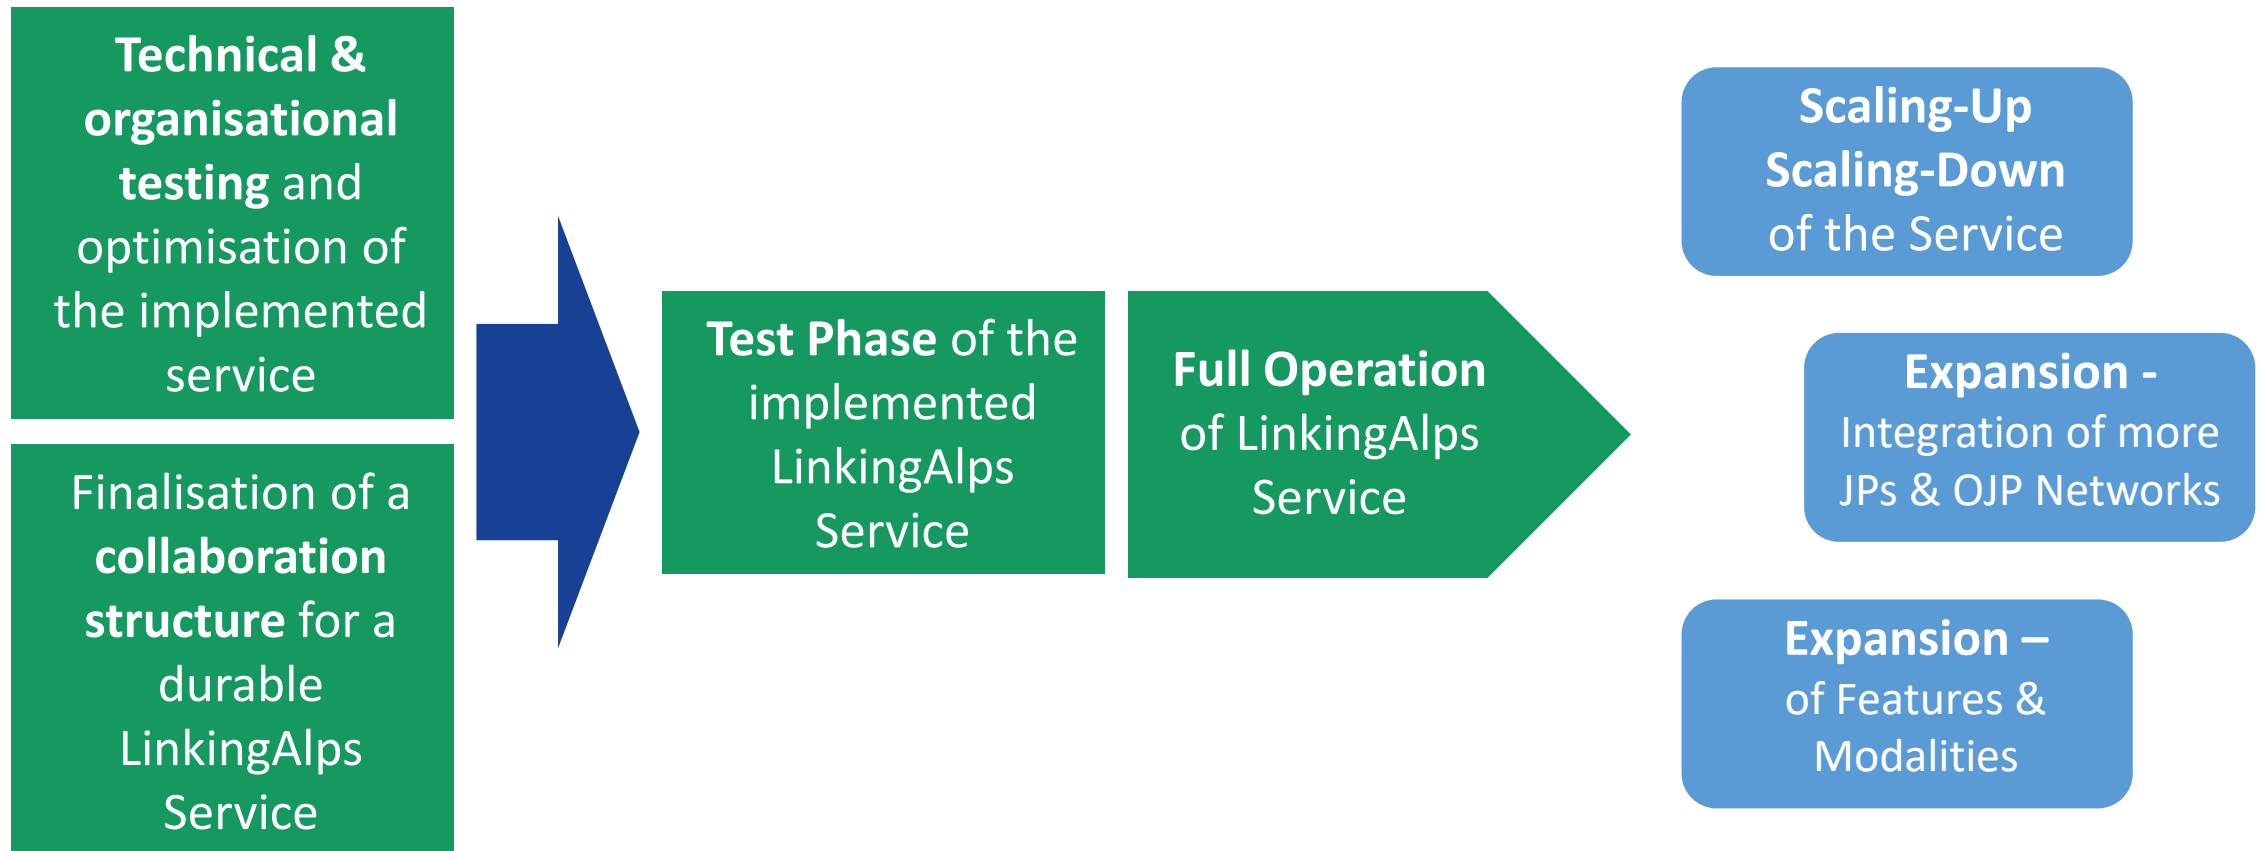 Technical &
organisational
testing and
optimisation of
the implemented
service
Finalisation of a
collaboration
structure for a
durable
LinkingAlps
Service
Test Phase of the
implemented
LinkingAlps
Service
Full Operation
of LinkingAlps
Service
Scaling-Up
Scaling-Down
of the Service
Expansion -
Integration of more
JPs & OJP Networks
Expansion –
of Features &
Modalities